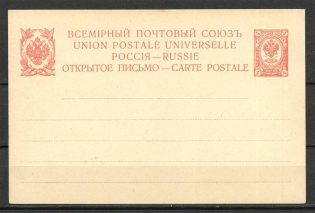 ВСЕМІРНЫЙ ПОЧТОВЫЙ СОЮЗЪ
UNION POSTALE UNIVERSELLE
РОССІЯ — RUSSIE
ОТКРЫТОЕ ПИСЬМО — CARTE POSTALE